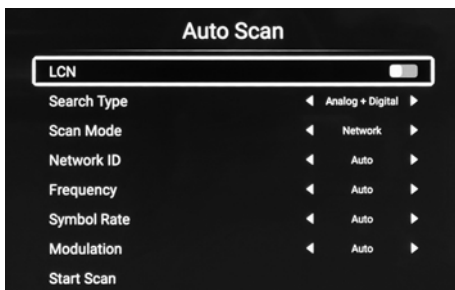 Auto Scan
LCN
Search Type Analog + Digital
Scan Mode Network
Network ID Auto
Frequency Auto
Symbol Rate Auto
Modulation Auto
Start Scan